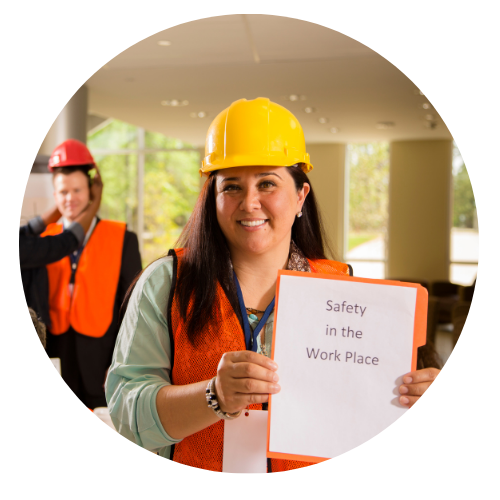 Safety
in the
Work Place